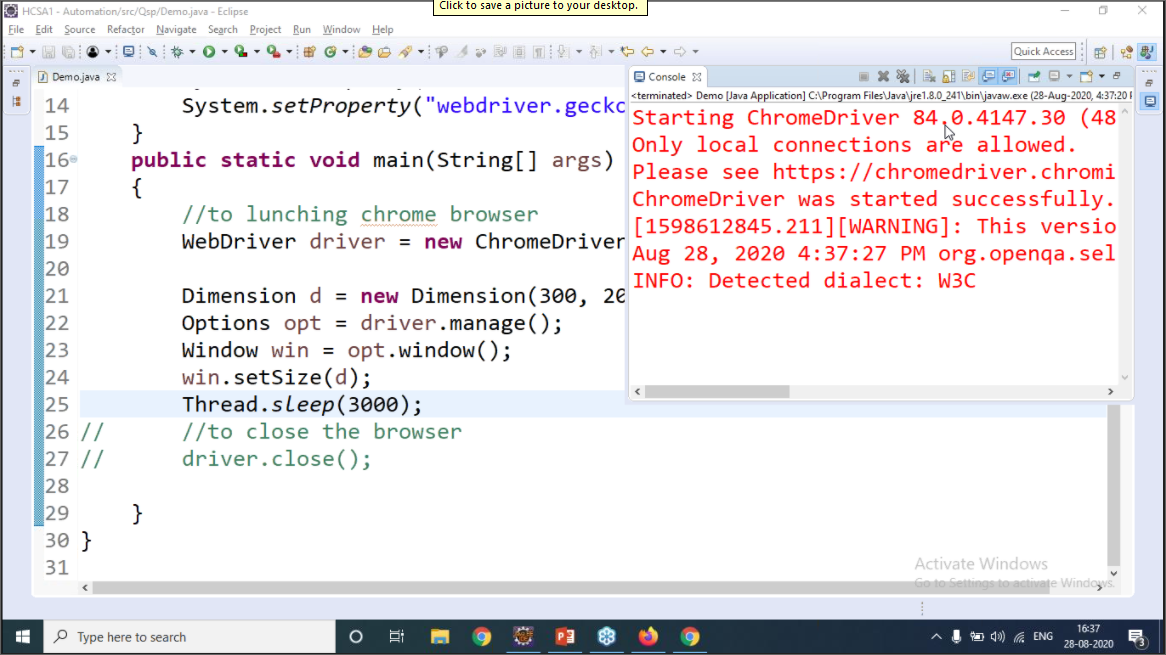 Click to save a picture to your desktop.
HCSA1 - Automation/src/Qsp/Demo.java - Eclipse
File Edit Source Refactor Navigate Search Project Run Window Help
Quick Access
Demo.java
Console
<terminated> Demo [Java Application] C:\Program Files\Java\jre1.8.0_241\bin\javaw.exe (28-Aug-2020, 4:37:20
14 System.setProperty("webdriver.gecko
15 }
16 public static void main(String[] args)
17 {
18 //to lunching chrome browser
19 WebDriver driver = new ChromeDriver
20
21 Dimension d = new Dimension(300, 20
22 Options opt = driver.manage();
23 Window win = opt.window();
24 win.setSize(d);
25 Thread.sleep(3000);
26 // //to close the browser
27 // driver.close();
28
29 }
30 }
31
Starting ChromeDriver 84.0.4147.30 (48
Only local connections are allowed.
Please see https://chromedriver.chromi
ChromeDriver was started successfully.
[1598612845.211][WARNING]: This versio
Aug 28, 2020 4:37:27 PM org.openqa.sel
INFO: Detected dialect: W3C
Activate Windows
Go to Settings to activate Windows.
Type here to search
ENG
16:37
28-08-2020
3